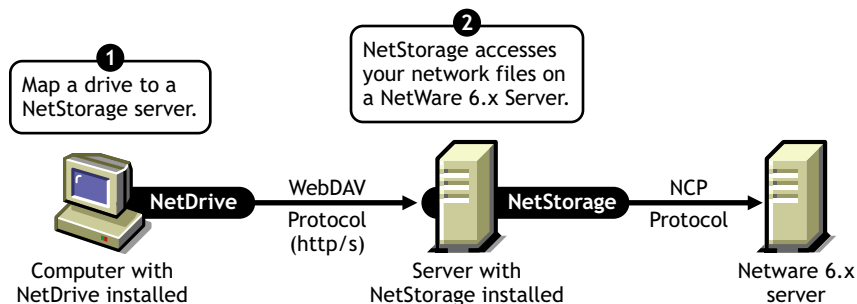 1
Map a drive to a
NetStorage server.
2
NetStorage accesses
your network files on
a NetWare 6.x Server.
NetDrive
WebDAV
Protocol
(http/s)
NetStorage
NCP
Protocol
Computer with
NetDrive installed
Server with
NetStorage installed
Netware 6.x
server